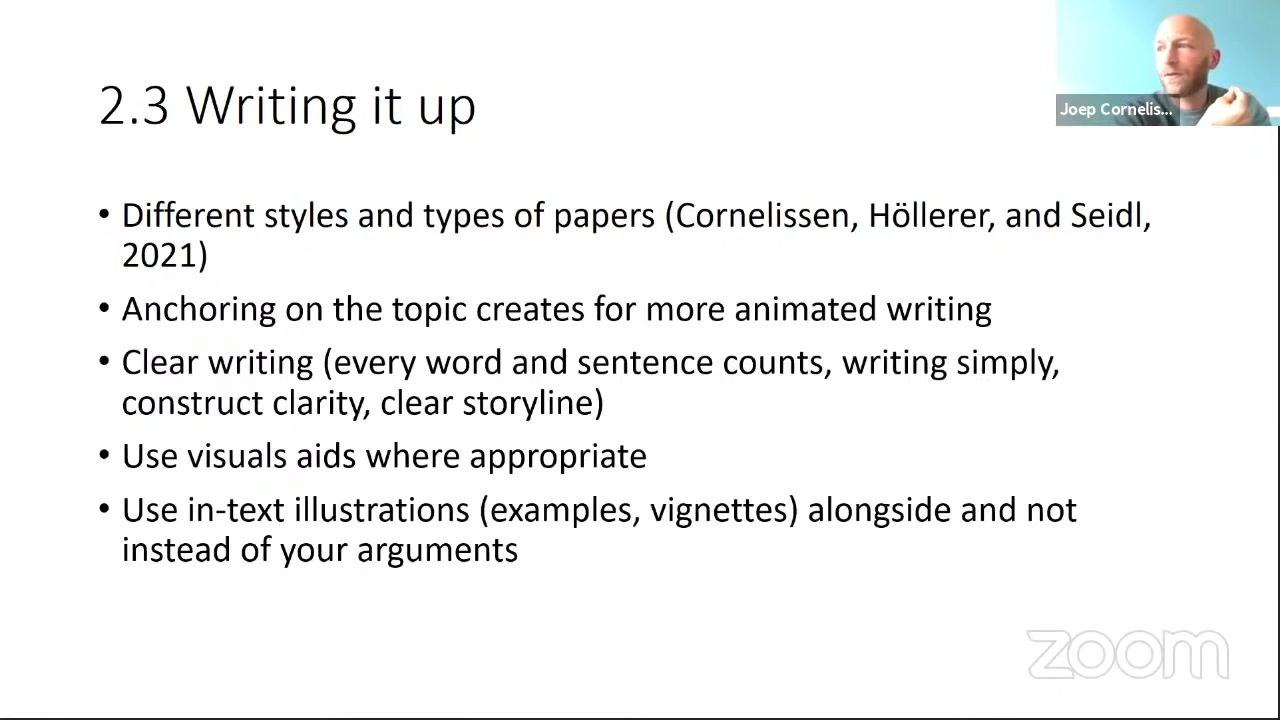 2.3 Writing it up
Joep Cornelis...
• Different styles and types of papers (Cornelissen, Höllerer, and Seidl,
2021)
• Anchoring on the topic creates for more animated writing
• Clear writing (every word and sentence counts, writing simply,
construct clarity, clear storyline)
• Use visuals aids where appropriate
• Use in-text illustrations (examples, vignettes) alongside and not
instead of your arguments
zoom